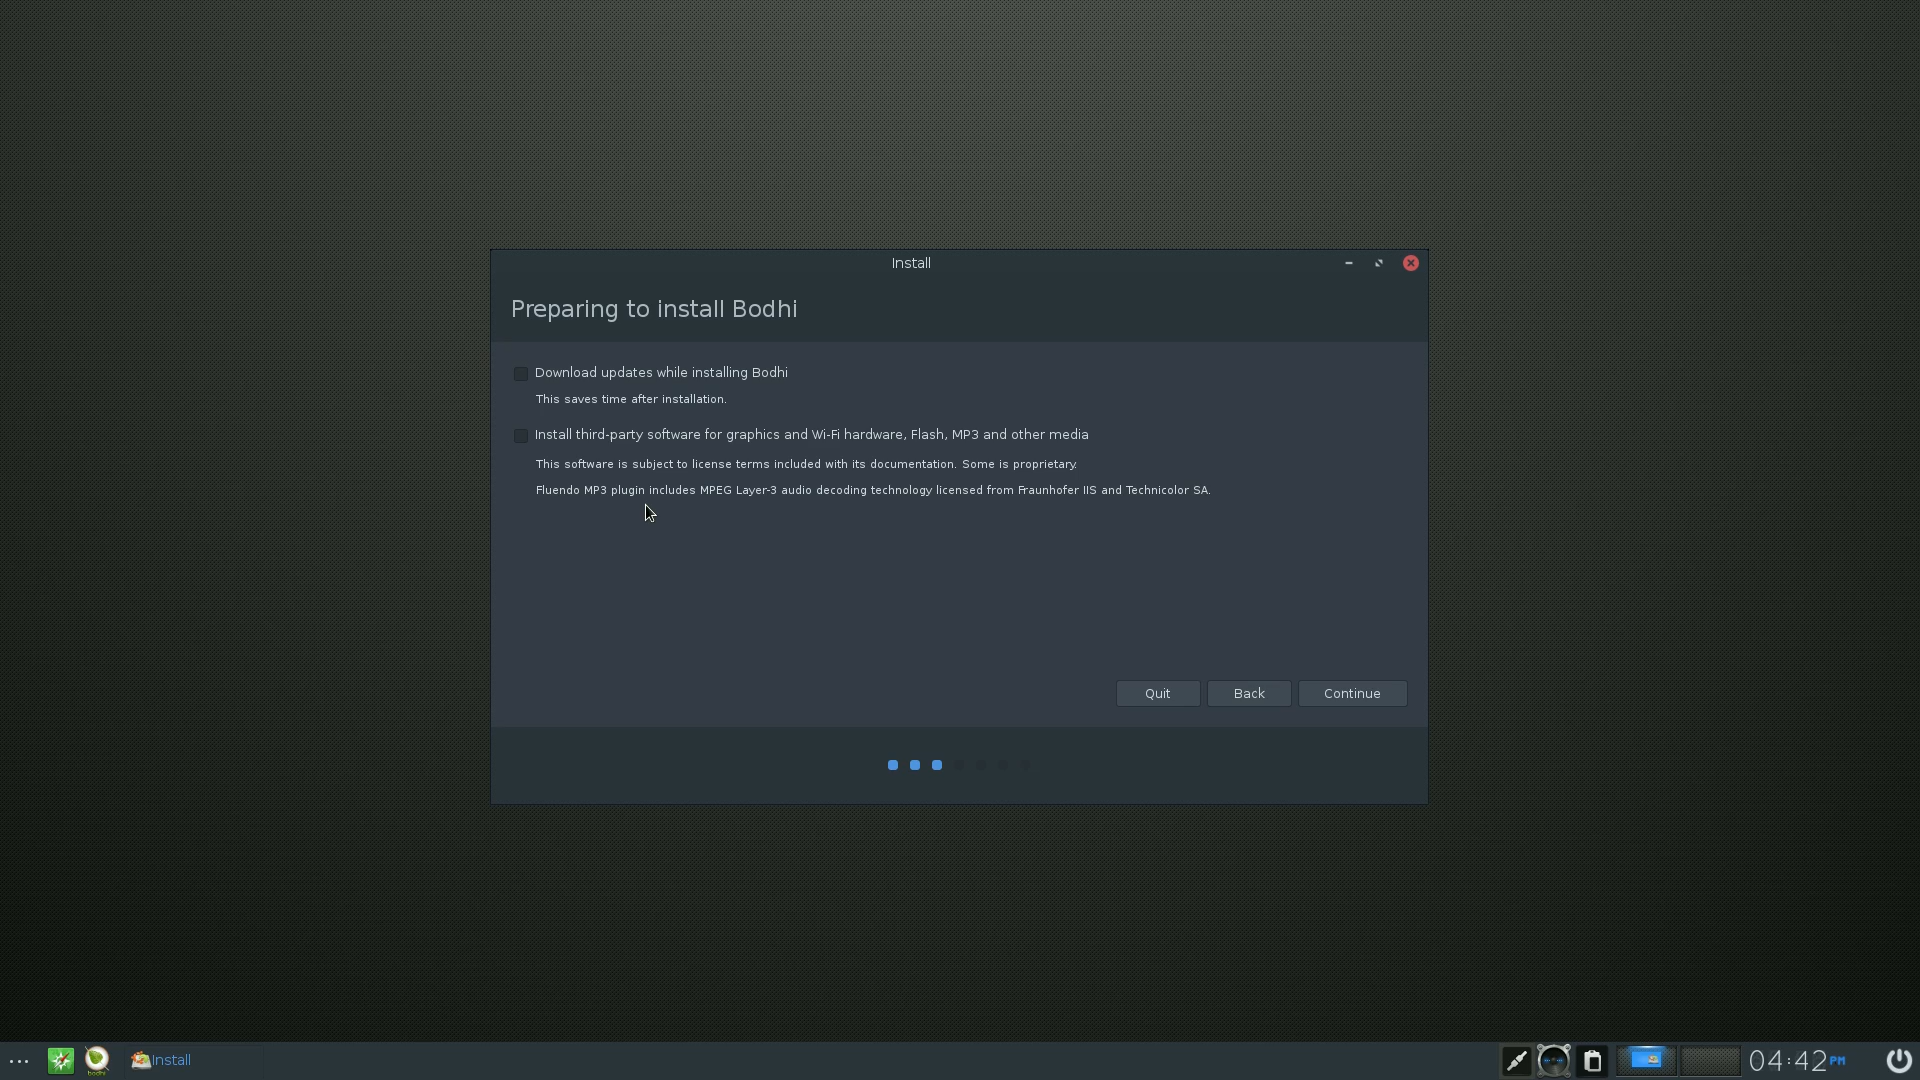 Install
Preparing to install Bodhi
Download updates while installing Bodhi
This saves time after installation.
Install third-party software for graphics and Wi-Fi hardware, Flash, MP3 and other media
This software is subject to license terms included with its documentation. Some is proprietary.
Fluendo MP3 plugin includes MPEG Layer-3 audio decoding technology licensed from Fraunhofer IIS and Technicolor SA.
Quit Back Continue
... bodhi Install 04:42PM